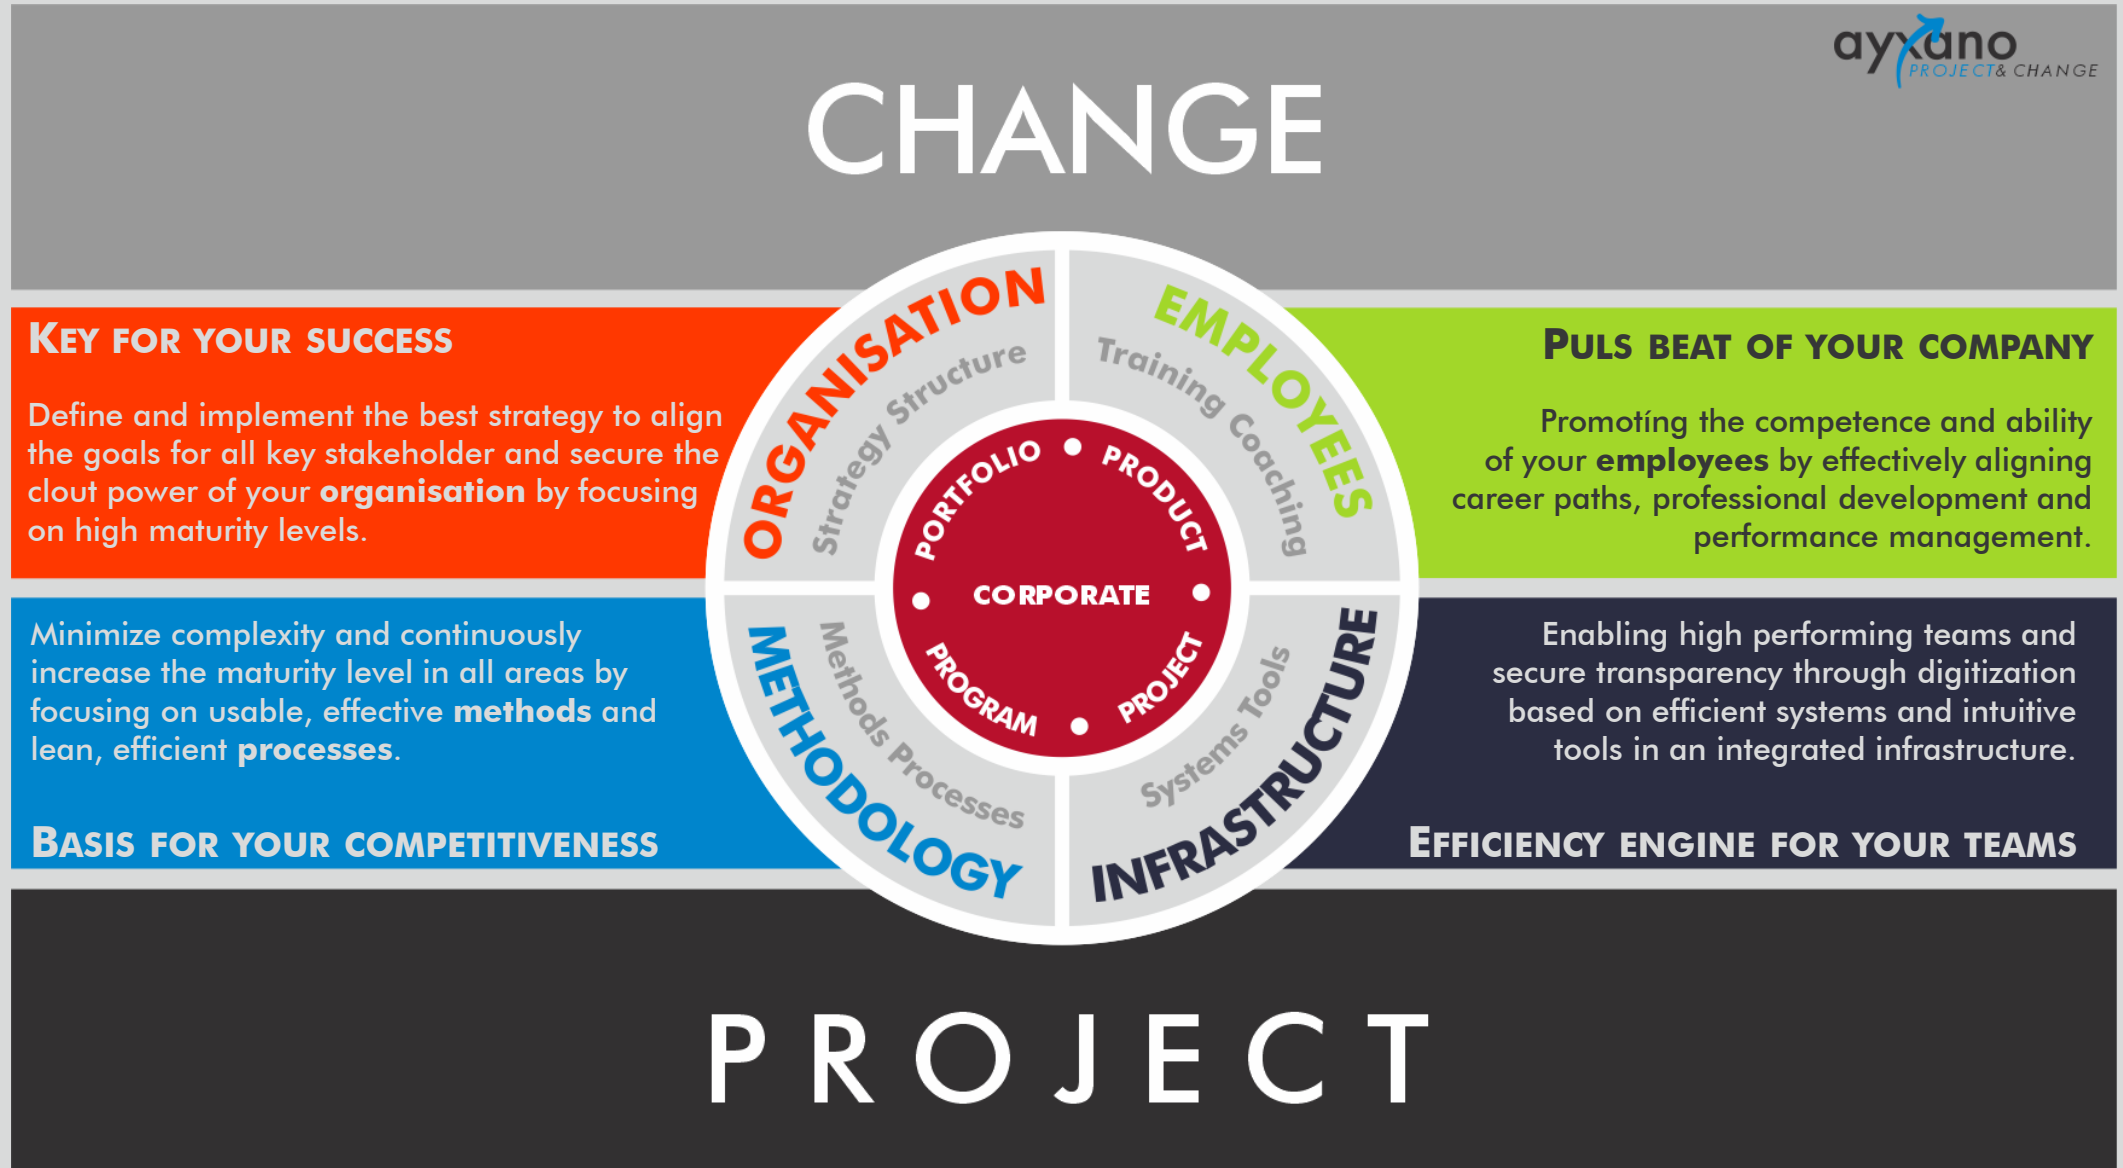 ayxano
PROJECT & CHANGE
CHANGE
KEY FOR YOUR SUCCESS
Define and implement the best strategy to align
the goals for all key stakeholder and secure the
clout power of your organisation by focusing
on high maturity levels.
ORGANISATION
Strategy Structure
EMPLOYEES
Training Coaching
PULS BEAT OF YOUR COMPANY
Promotíng the competence and ability
of your employees by effectively aligning
career paths, professional development and
performance management.
PORTFOLIO • PRODUCT
CORPORATE
PROGRAM • PROJECT
Minimize complexity and continuously
increase the maturity level in all areas by
focusing on usable, effective methods and
lean, efficient processes.
BASIS FOR YOUR COMPETITIVENESS
METHODOLOGY
Methods Processes
INFRASTRUCTURE
Systems Tools
Enabling high performing teams and
secure transparency through digitization
based on efficient systems and intuitive
tools in an integrated infrastructure.
EFFICIENCY ENGINE FOR YOUR TEAMS
PROJECT